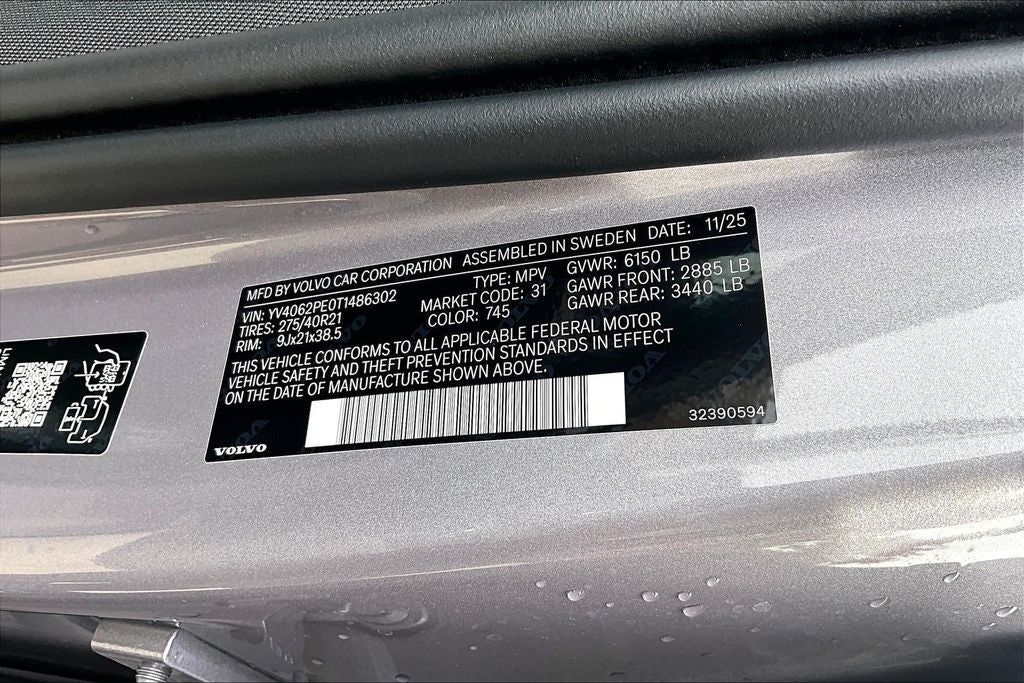 MFD BY VOLVO CAR CORPORATION ASSEMBLED IN SWEDEN DATE: 11/25
VIN: YV4062PE0T1486302 TYPE: MPV GVWR: 6150 LB
TIRES: 275/40R21 MARKET CODE: 31 GAWR FRONT: 2885 LB
RIM: 9Jx21x38.5 COLOR: 745 GAWR REAR: 3440 LB
THIS VEHICLE CONFORMS TO ALL APPLICABLE FEDERAL MOTOR
VEHICLE SAFETY AND THEFT PREVENTION STANDARDS IN EFFECT
ON THE DATE OF MANUFACTURE SHOWN ABOVE.
32390594
VOLVO